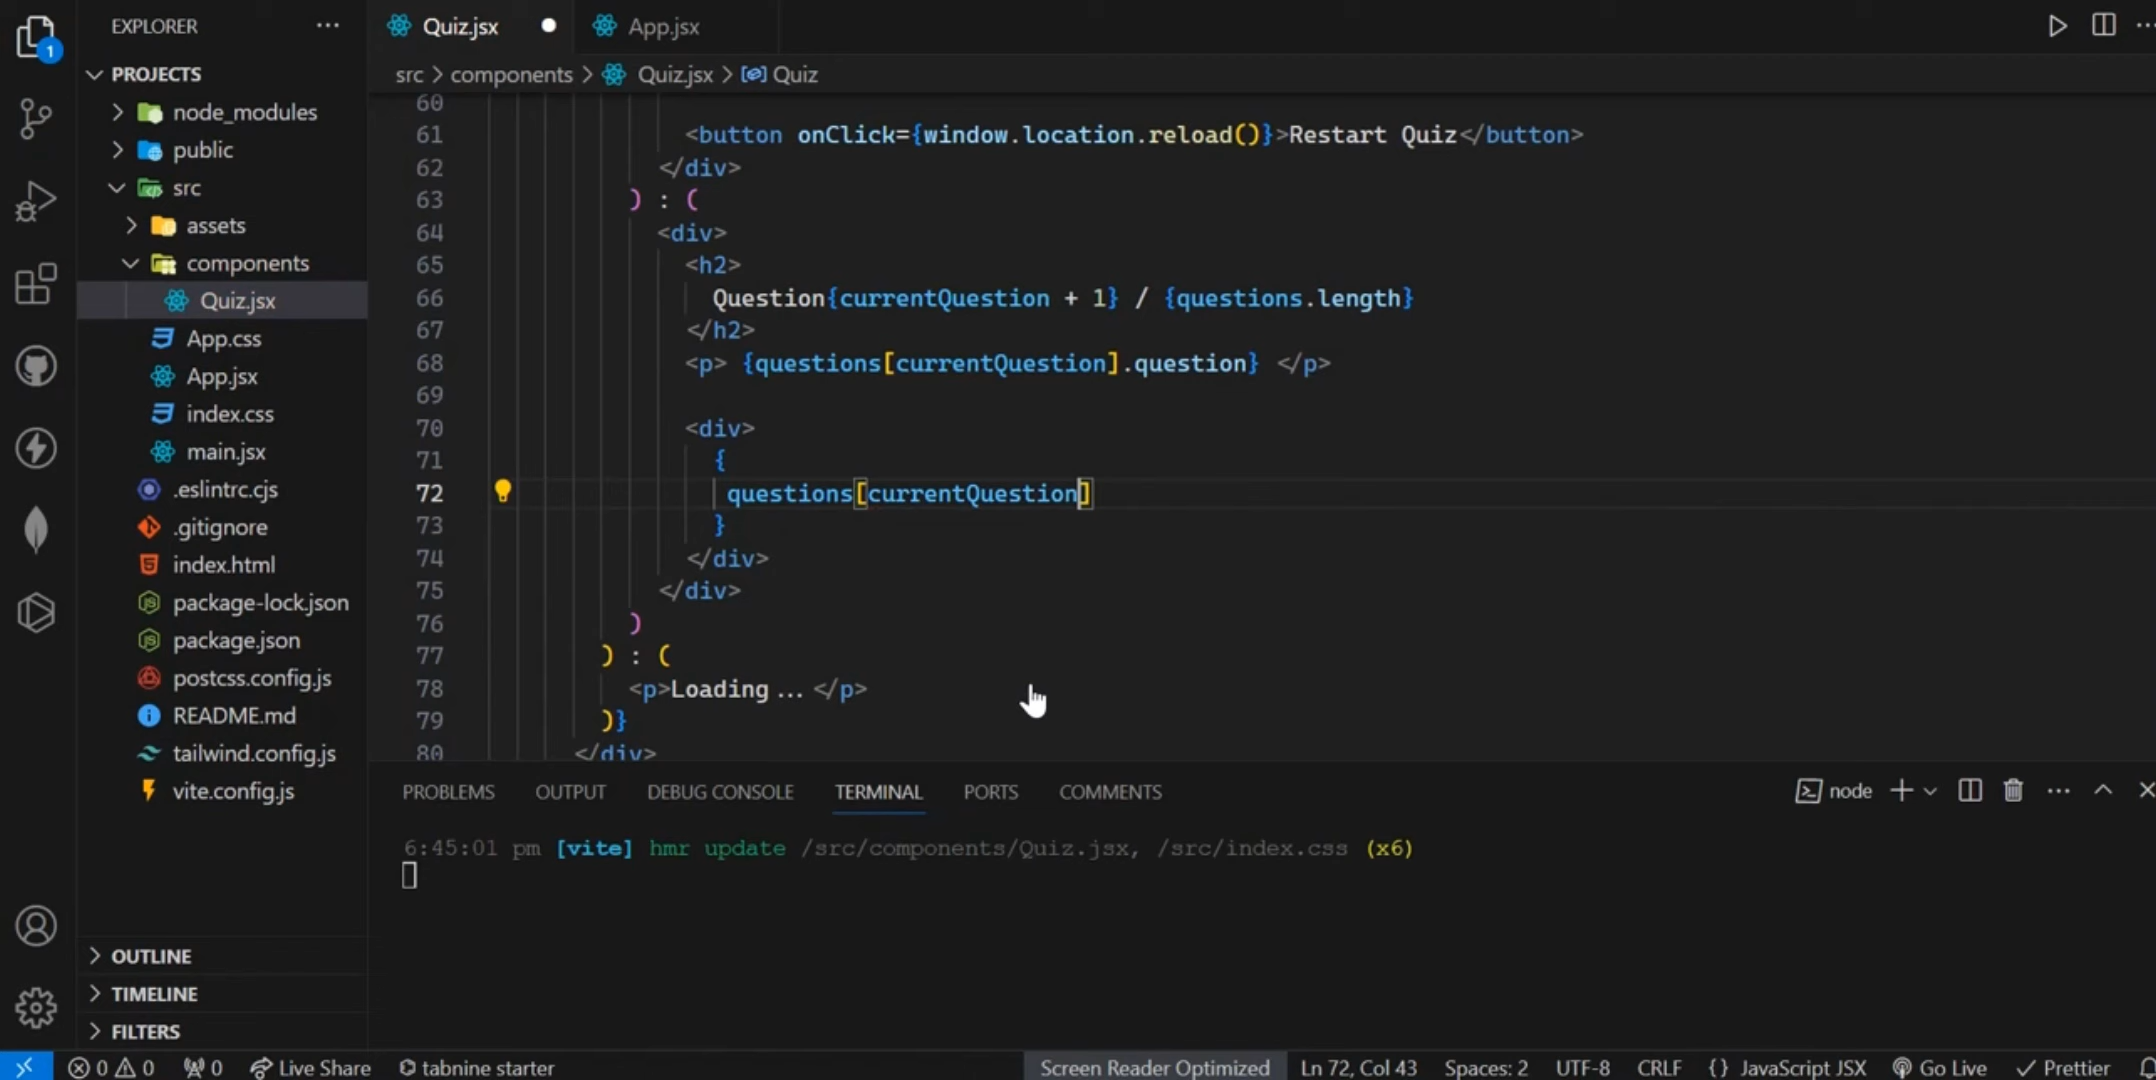 EXPLORER
Quiz.jsx
App.jsx
1
PROJECTS
src > components > Quiz.jsx > Quiz
node_modules
public
src
assets
components
Quiz.jsx
App.css
App.jsx
index.css
main.jsx
.eslintrc.cjs
.gitignore
index.html
package-lock.json
package.json
postcss.config.js
README.md
tailwind.config.js
vite.config.js
OUTLINE
TIMELINE
FILTERS
60
61 <button onClick={window.location.reload()}>Restart Quiz</button>
62 </div>
63 ) : (
64 <div>
65 <h2>
66 Question{currentQuestion + 1} / {questions.length}
67 </h2>
68 <p> {questions[currentQuestion].question} </p>
69
70 <div>
71 {
72 questions[currentQuestion]
73 }
74 </div>
75 </div>
76 )
77 ) : (
78 <p>Loading ... </p>
79 )}
80 </div>
PROBLEMS OUTPUT DEBUG CONSOLE TERMINAL PORTS COMMENTS
node
6:45:01 pm [vite] hmr update /src/components/Quiz.jsx, /src/index.css (x6)
0 0 0 Live Share tabnine starter Screen Reader Optimized Ln 72, Col 43 Spaces: 2 UTF-8 CRLF {} JavaScript JSX Go Live Prettier